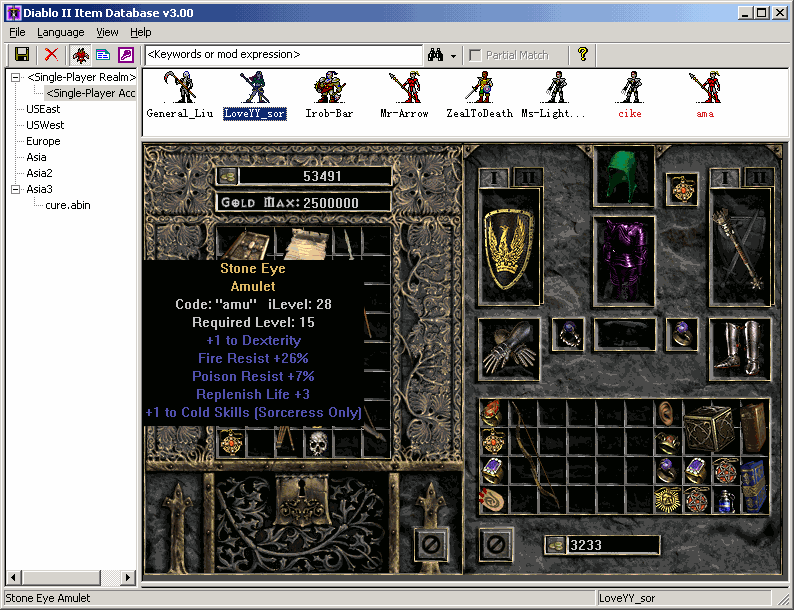 Diablo II Item Database v3.00
File Language View Help
<Keywords or mod expression> Partial Match
<Single-Player Realm>
<Single-Player Acc
USEast
USWest
Europe
Asia
Asia2
Asia3
cure.abin
General_Liu LoveYY_sor Irob-Bar Mr-Arrow ZealToDeath Ms-Light... cike ama
53491
Gold Max: 2500000
I II
I II
Stone Eye
Amulet
Code: "amu" iLevel: 28
Required Level: 15
+1 to Dexterity
Fire Resist +26%
Poison Resist +7%
Replenish Life +3
+1 to Cold Skills (Sorceress Only)
3233
Stone Eye Amulet LoveYY_sor